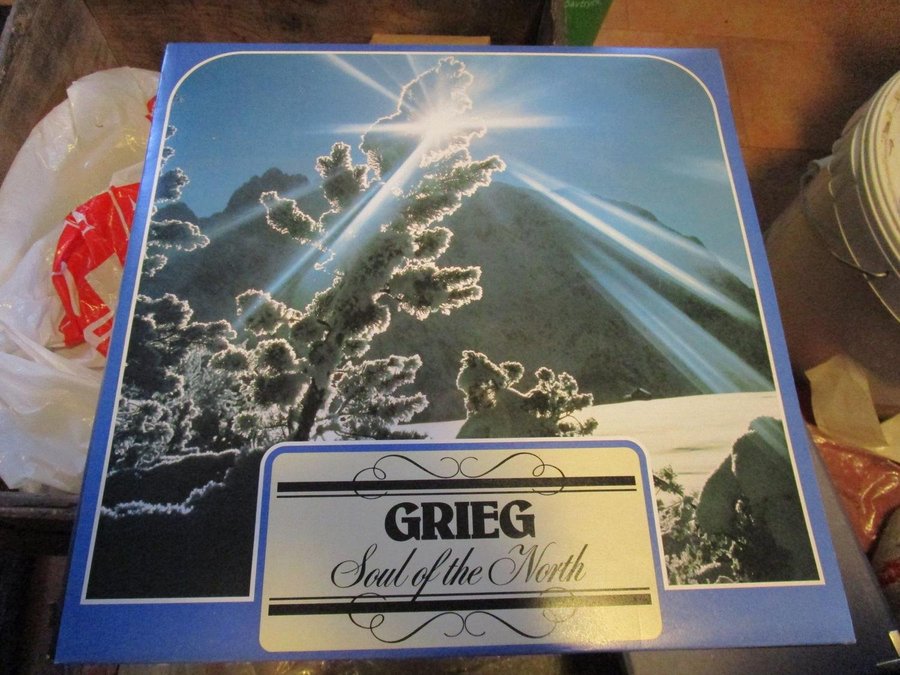 GRIEG
Soul of the North